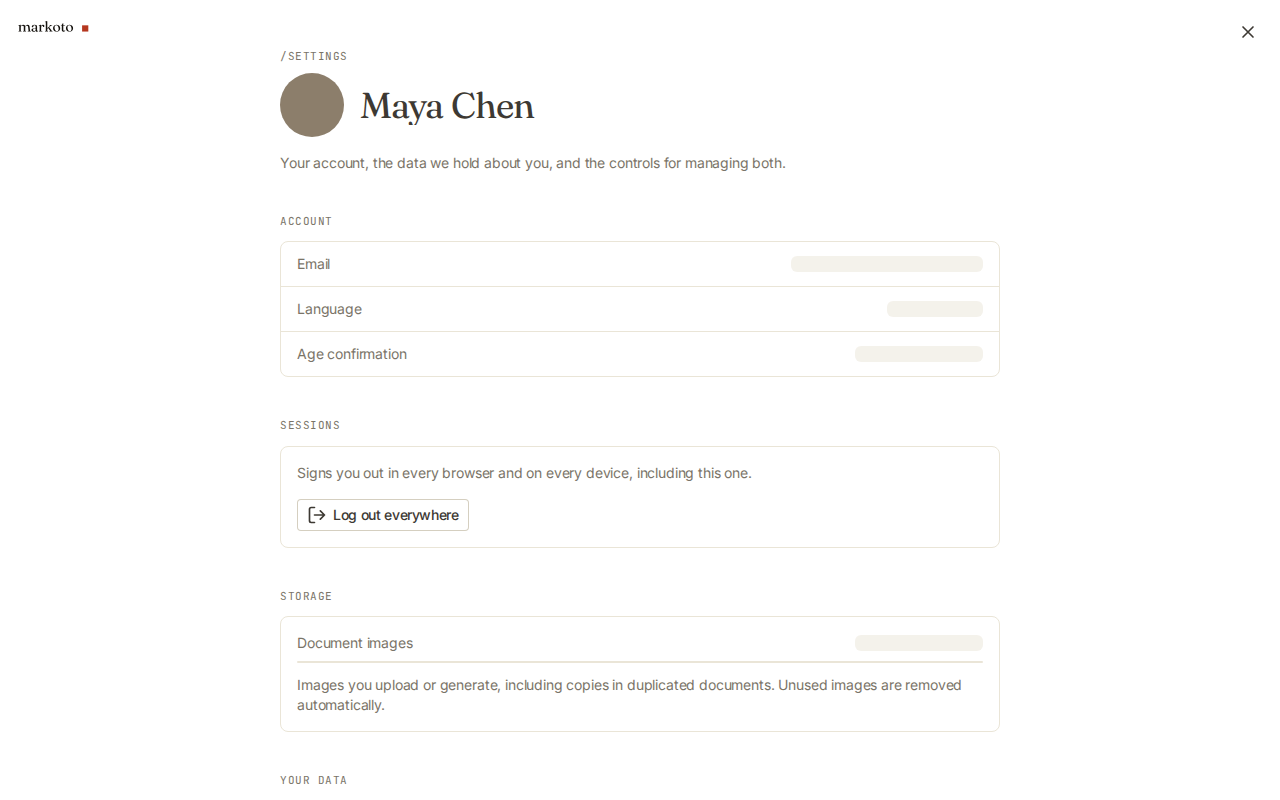 markoto
/SETTINGS
Maya Chen
Your account, the data we hold about you, and the controls for managing both.
ACCOUNT
Email
Language
Age confirmation
SESSIONS
Signs you out in every browser and on every device, including this one.
Log out everywhere
STORAGE
Document images
Images you upload or generate, including copies in duplicated documents. Unused images are removed
automatically.
YOUR DATA